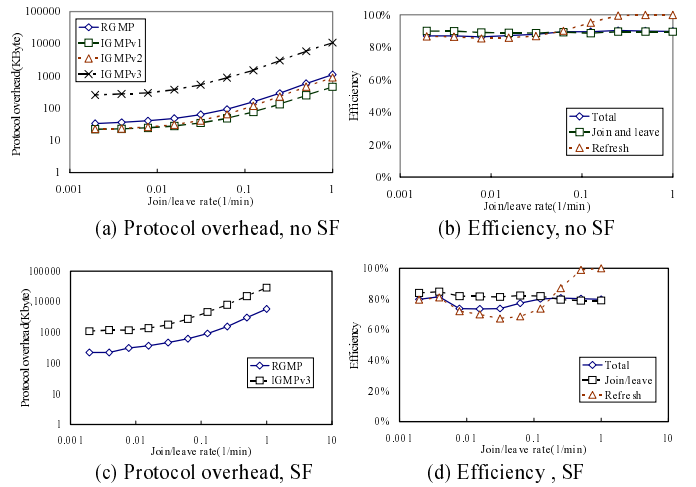 Protocol overhead(KByte)
100000
10000
1000
100
10
1
RGMP
IGMPv1
IGMPv2
IGMPv3
0.001
0.01
0.1
1
Join/leave rate(1/min)
(a) Protocol overhead, no SF
Efficiency
100%
80%
60%
40%
20%
0%
Total
Join and leave
Refresh
0.001
0.01
0.1
1
Join/leave rate(1/min)
(b) Efficiency, no SF
Protocol overhead(Kbyte)
100000
10000
1000
100
10
1
RGMP
IGMPv3
0.001
0.01
0.1
1
10
Join/leave rate(1/min)
(c) Protocol overhead, SF
Efficiency
100%
80%
60%
40%
20%
0%
Total
Join/leave
Refresh
0.001
0.01
0.1
1
10
Join/leave rate(1/min)
(d) Efficiency , SF